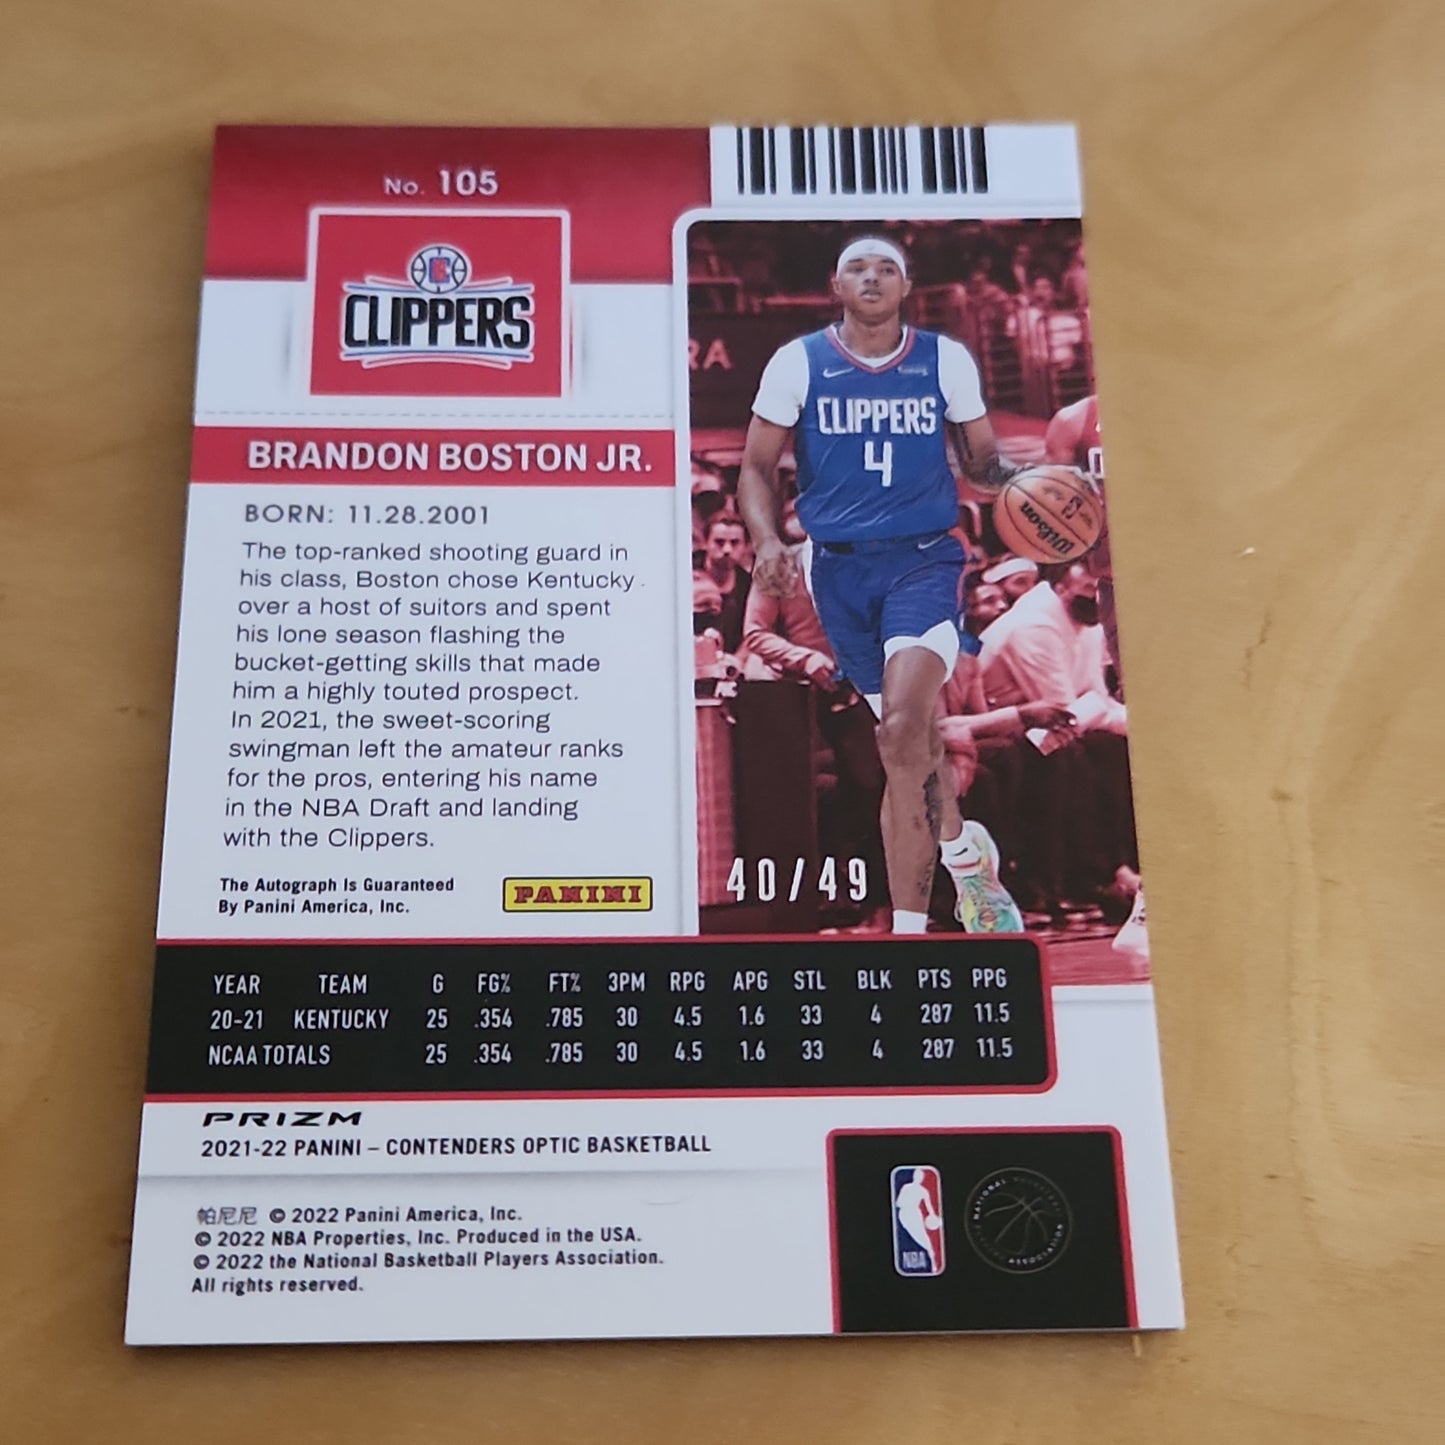 No. 105
CLIPPERS
BRANDON BOSTON JR.
BORN: 11.28.2001
The top-ranked shooting guard in
his class, Boston chose Kentucky
over a host of suitors and spent
his lone season flashing the
bucket-getting skills that made
him a highly touted prospect.
In 2021, the sweet-scoring
swingman left the amateur ranks
for the pros, entering his name
in the NBA Draft and landing
with the Clippers.
The Autograph Is Guaranteed
By Panini America, Inc.
PANINI
RA
CLIPPERS
4
Wilson
40/49
YEAR TEAM G FG% FT% 3PM RPG APG STL BLK PTS PPG
20-21 KENTUCKY 25 .354 .785 30 4.5 1.6 33 4 287 11.5
NCAA TOTALS 25 .354 .785 30 4.5 1.6 33 4 287 11.5
PRIZM
2021-22 PANINI – CONTENDERS OPTIC BASKETBALL
帕尼尼 © 2022 Panini America, Inc.
© 2022 NBA Properties, Inc. Produced in the USA.
© 2022 the National Basketball Players Association.
All rights reserved.
NBA
NATIONAL BASKETBALL PLAYERS ASSOCIATION